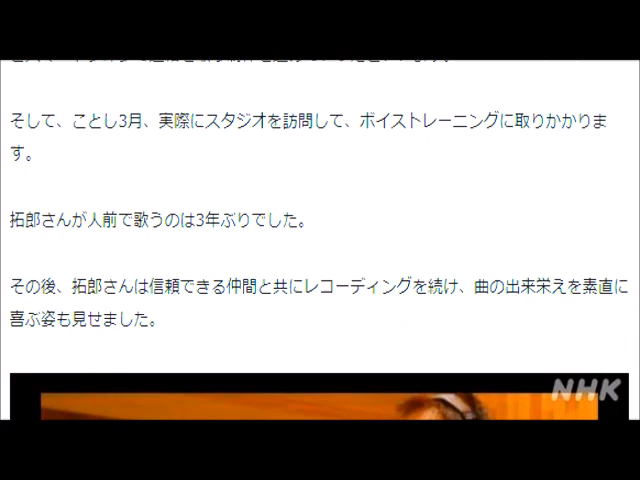 そして、ことし3月、実際にスタジオを訪問して、ボイストレーニングに取りかかりま
す。
拓郎さんが人前で歌うのは3年ぶりでした。
その後、拓郎さんは信頼できる仲間と共にレコーディングを続け、曲の出来栄えを素直に
喜ぶ姿も見せました。
NHK